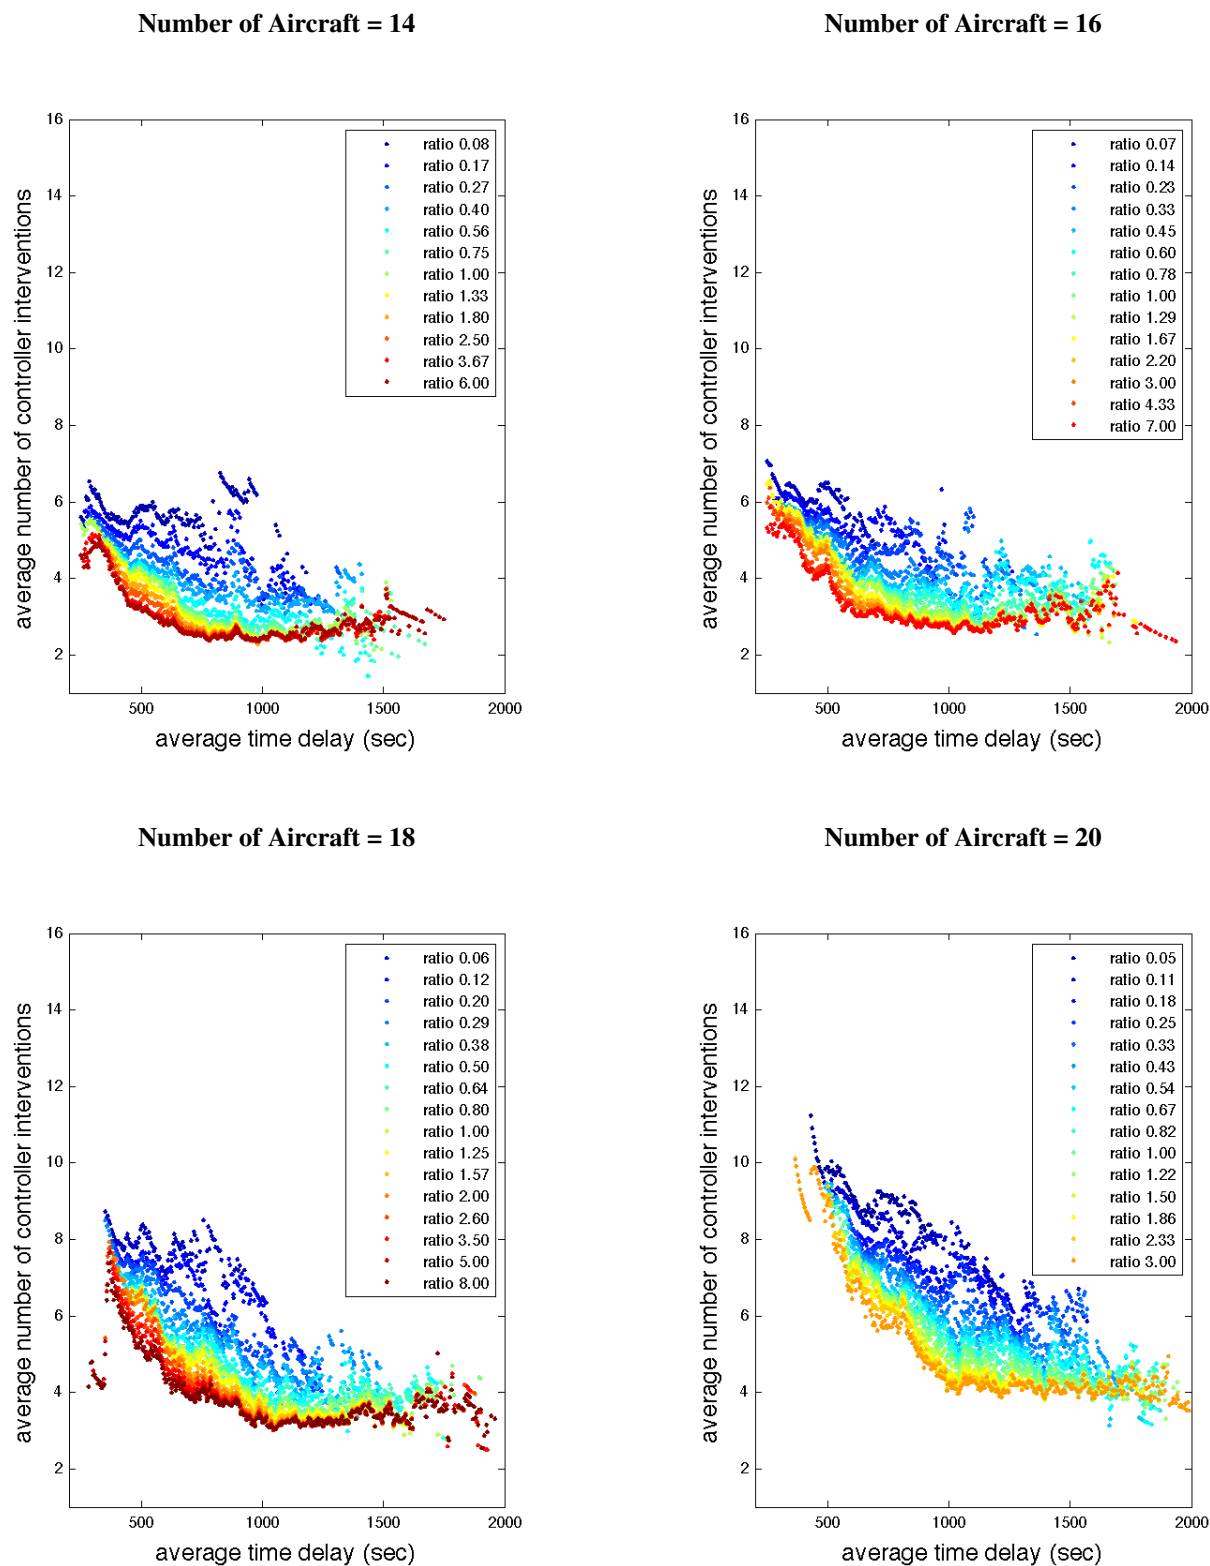 Number of Aircraft = 14
16
14
12
10
8
6
4
2
500
1000
1500
2000
average number of controller interventions
average time delay (sec)
ratio 0.08
ratio 0.17
ratio 0.27
ratio 0.40
ratio 0.56
ratio 0.75
ratio 1.00
ratio 1.33
ratio 1.80
ratio 2.50
ratio 3.67
ratio 6.00
Number of Aircraft = 16
16
14
12
10
8
6
4
2
500
1000
1500
2000
average number of controller interventions
average time delay (sec)
ratio 0.07
ratio 0.14
ratio 0.23
ratio 0.33
ratio 0.45
ratio 0.60
ratio 0.78
ratio 1.00
ratio 1.29
ratio 1.67
ratio 2.20
ratio 3.00
ratio 4.33
ratio 7.00
Number of Aircraft = 18
16
14
12
10
8
6
4
2
500
1000
1500
2000
average number of controller interventions
average time delay (sec)
ratio 0.06
ratio 0.12
ratio 0.20
ratio 0.29
ratio 0.38
ratio 0.50
ratio 0.64
ratio 0.80
ratio 1.00
ratio 1.25
ratio 1.57
ratio 2.00
ratio 2.60
ratio 3.50
ratio 5.00
ratio 8.00
Number of Aircraft = 20
16
14
12
10
8
6
4
2
500
1000
1500
2000
average number of controller interventions
average time delay (sec)
ratio 0.05
ratio 0.11
ratio 0.18
ratio 0.25
ratio 0.33
ratio 0.43
ratio 0.54
ratio 0.67
ratio 0.82
ratio 1.00
ratio 1.22
ratio 1.50
ratio 1.86
ratio 2.33
ratio 3.00